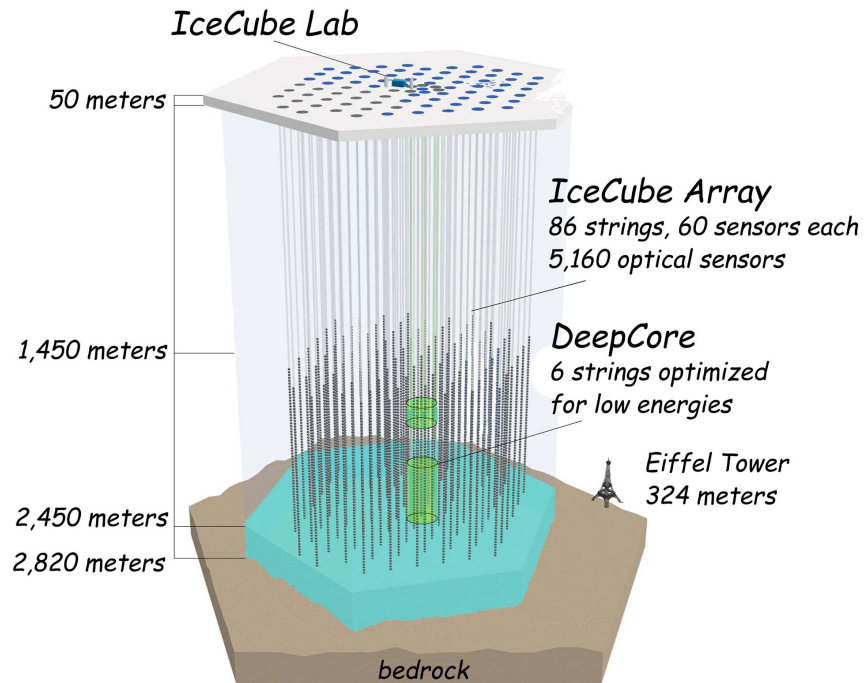 IceCube Lab
50 meters
IceCube Array
86 strings, 60 sensors each
5,160 optical sensors
1,450 meters
DeepCore
6 strings optimized
for low energies
Eiffel Tower
324 meters
2,450 meters
2,820 meters
bedrock